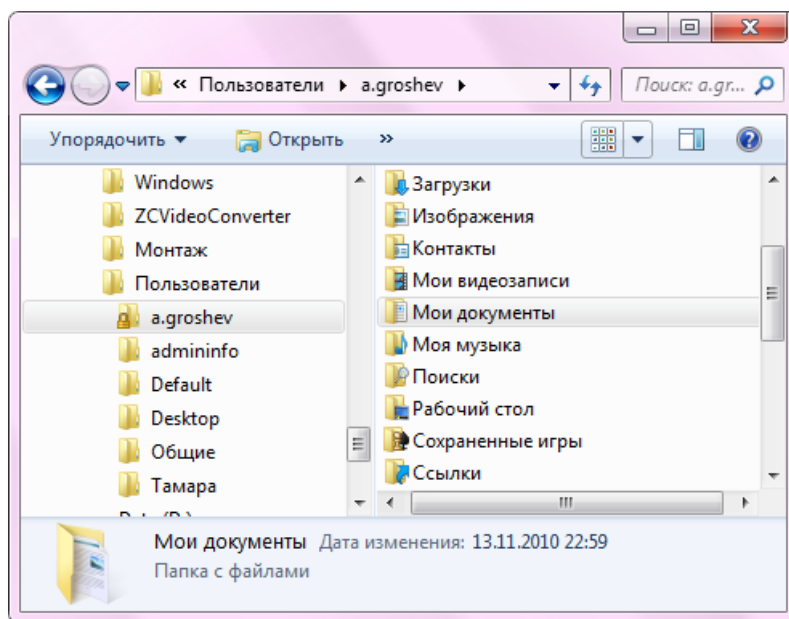 « Пользователи ▸ a.groshev ▸ Поиск: a.gr...
Упорядочить ▾ Открыть »
Windows
ZCVideoConverter
Монтаж
Пользователи
a.groshev
admininfo
Default
Desktop
Общие
Тамара
Загрузки
Изображения
Контакты
Мои видеозаписи
Мои документы
Моя музыка
Поиски
Рабочий стол
Сохраненные игры
Ссылки
Мои документы Дата изменения: 13.11.2010 22:59
Папка с файлами